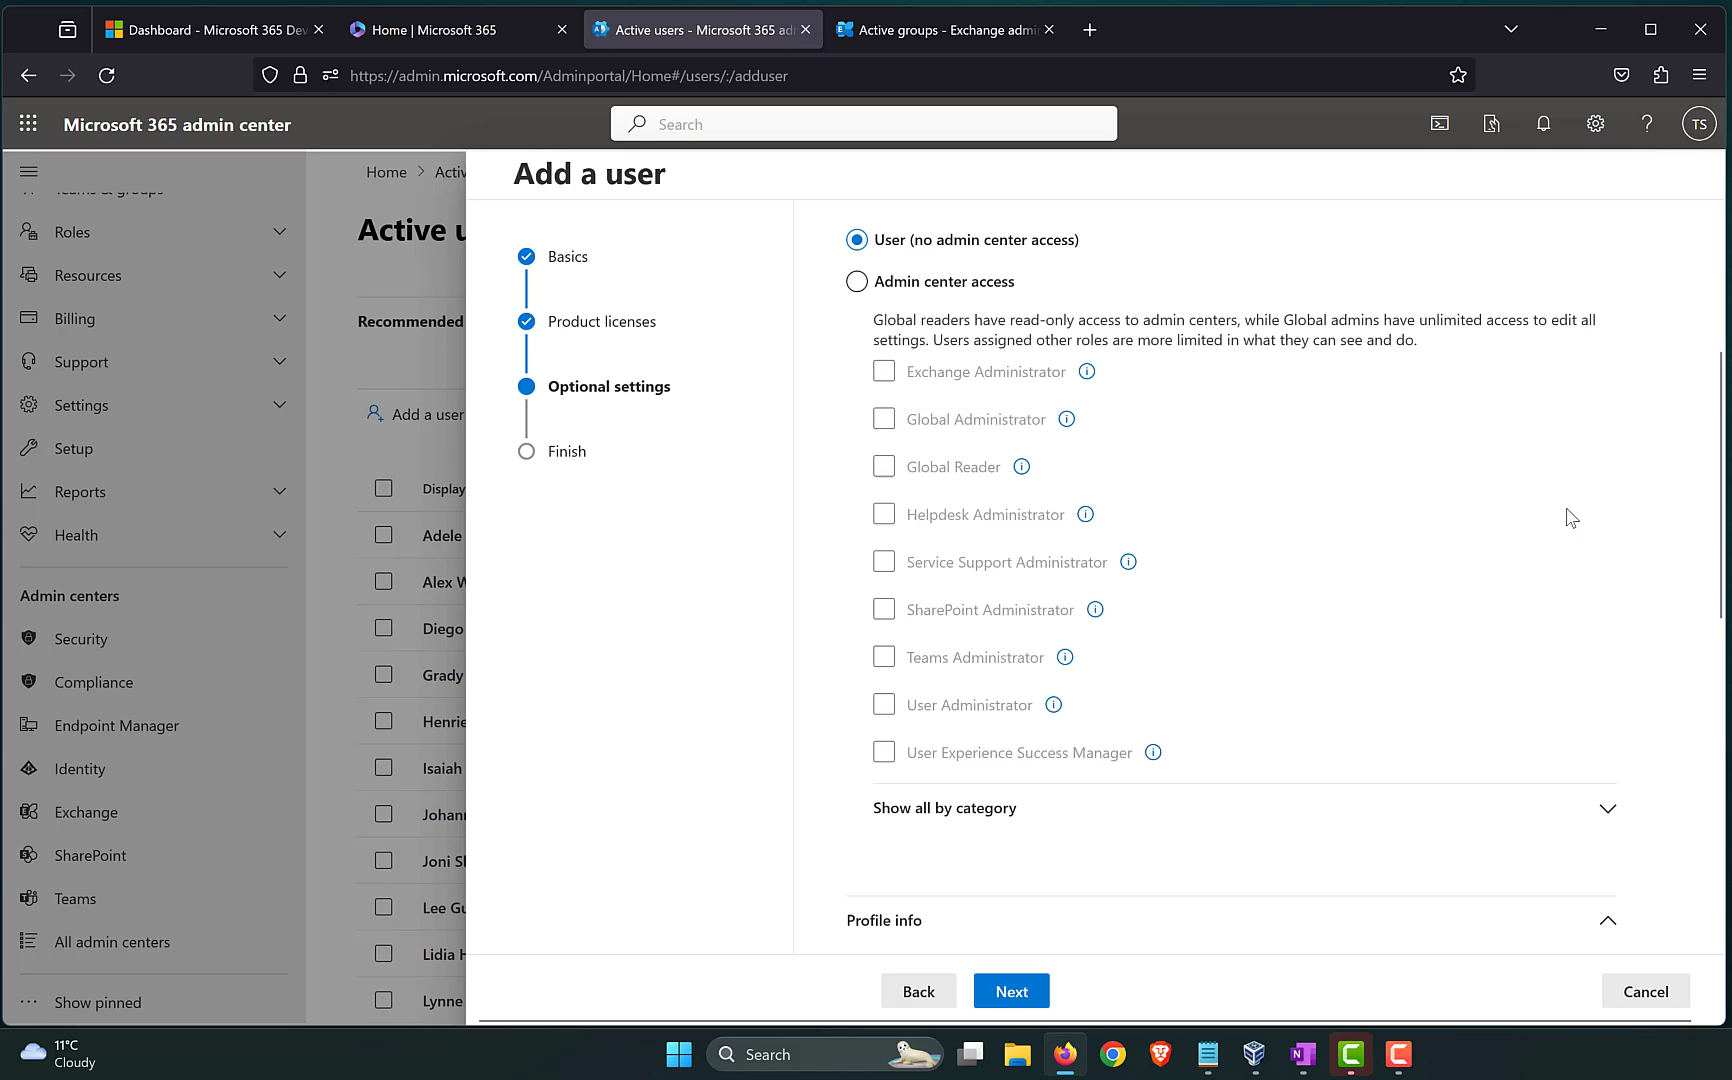 Dashboard - Microsoft 365 Dev
Home | Microsoft 365
Active users - Microsoft 365 ad
Active groups - Exchange admin
https://admin.microsoft.com/Adminportal/Home#/users/:/adduser
Microsoft 365 admin center
Search
TS
Teams & groups
Roles
Resources
Billing
Support
Settings
Setup
Reports
Health
Admin centers
Security
Compliance
Endpoint Manager
Identity
Exchange
SharePoint
Teams
All admin centers
Show pinned
Home > Activ
Active u
Recommended
Add a user
Display
Adele
Alex W
Diego
Grady
Henrie
Isaiah
Johann
Joni Sh
Lee Gu
Lidia H
Lynne
Add a user
Basics
Product licenses
Optional settings
Finish
User (no admin center access)
Admin center access
Global readers have read-only access to admin centers, while Global admins have unlimited access to edit all
settings. Users assigned other roles are more limited in what they can see and do.
Exchange Administrator
Global Administrator
Global Reader
Helpdesk Administrator
Service Support Administrator
SharePoint Administrator
Teams Administrator
User Administrator
User Experience Success Manager
Show all by category
Profile info
Back
Next
Cancel
11°C
Cloudy
Search